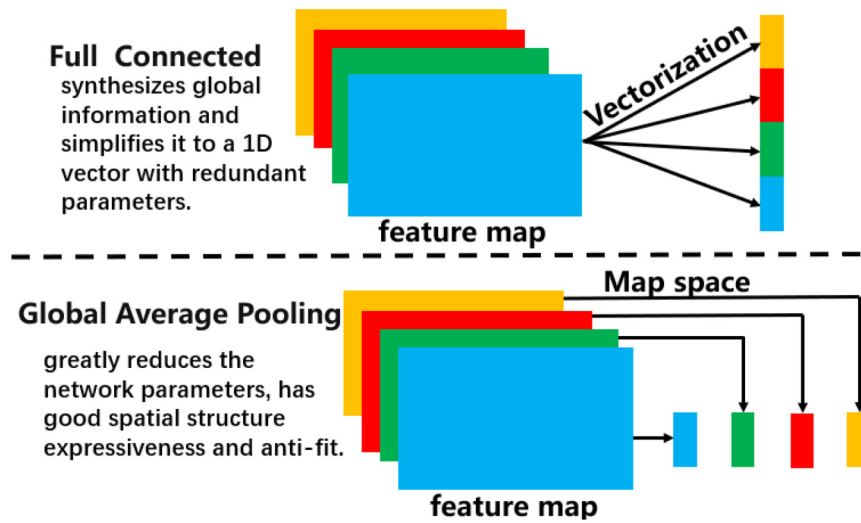 Full Connected
synthesizes global
information and
simplifies it to a 1D
vector with redundant
parameters.
Vectorization
feature map
Global Average Pooling
greatly reduces the
network parameters, has
good spatial structure
expressiveness and anti-fit.
Map space
feature map